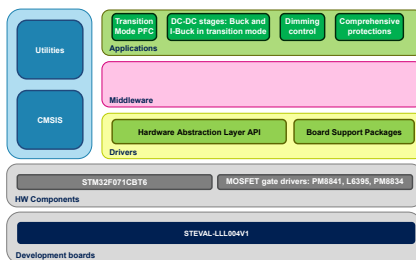 Utilities
CMSIS
Transition
Mode PFC
DC-DC stages: Buck and
I-Buck in transition mode
Dimming
control
Comprehensive
protections
Applications
Middleware
Hardware Abstraction Layer API
Board Support Packages
Drivers
STM32F071CBT6
MOSFET gate drivers: PM8841, L6395, PM8834
HW Components
STEVAL-LLL004V1
Development boards